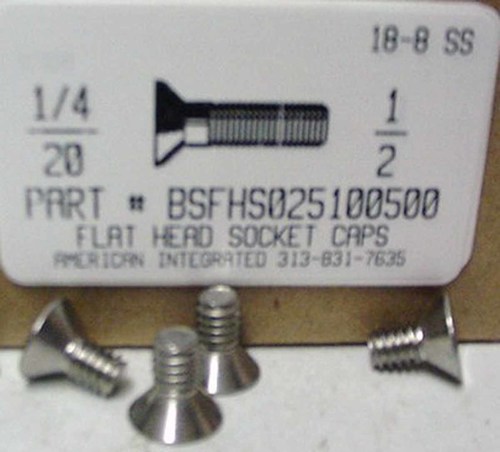 18-8 SS
1/4
20
1
2
PART # BSFHS025100500
FLAT HEAD SOCKET CAPS
AMERICAN INTEGRATED 313-831-7635